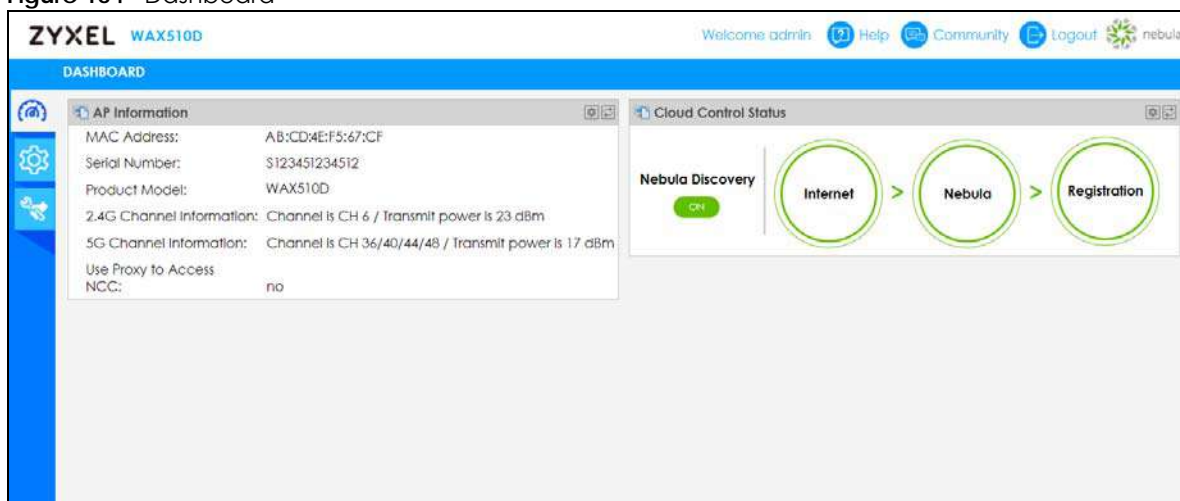 Dashboard
ZYXEL WAX510D
Welcome admin Help Community Logout nebula
DASHBOARD
AP Information
MAC Address: AB:CD:4E:F5:67:CF
Serial Number: S123451234512
Product Model: WAX510D
2.4G Channel Information: Channel is CH 6 / Transmit power is 23 dBm
5G Channel Information: Channel is CH 36/40/44/48 / Transmit power is 17 dBm
Use Proxy to Access
NCC: no
Cloud Control Status
Nebula Discovery
ON
Internet > Nebula > Registration